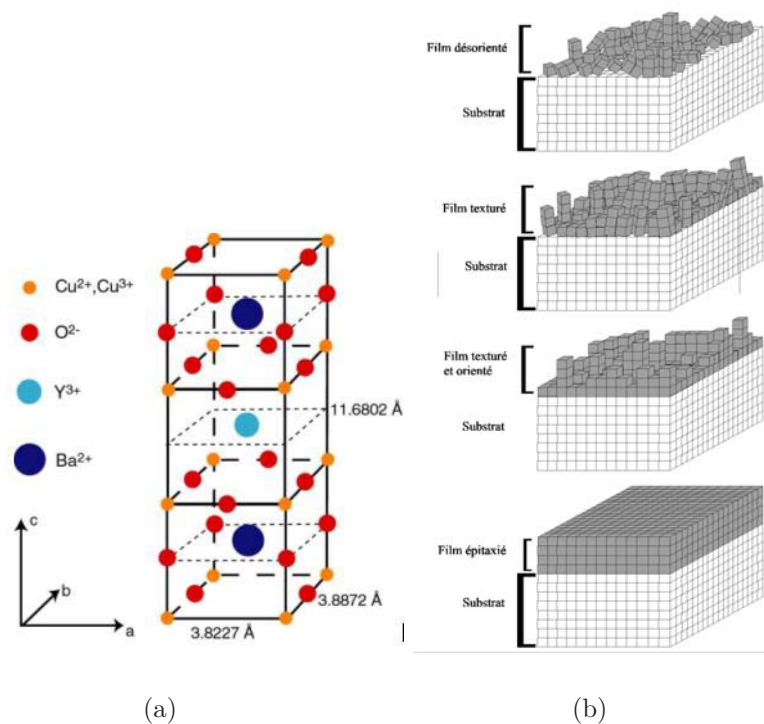 Cu2+,Cu3+
O2-
Y3+
Ba2+
c
b
a
11.6802 Å
3.8872 Å
3.8227 Å
(a)
Film désorienté
Substrat
Film texturé
Substrat
Film texturé
et orienté
Substrat
Film épitaxié
Substrat
(b)